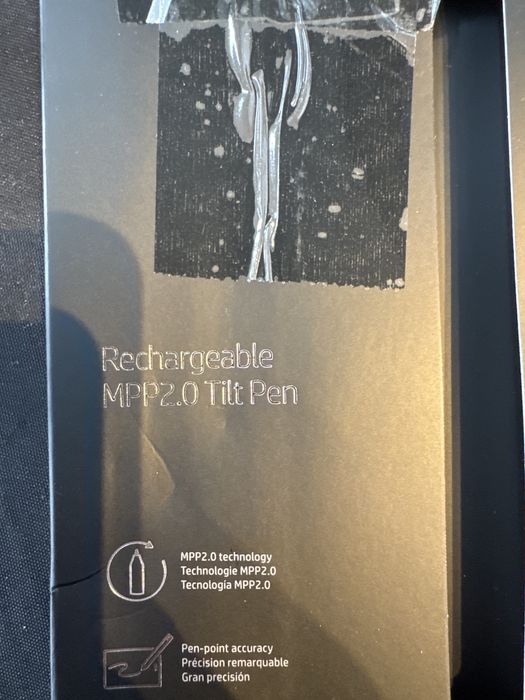 Rechargeable
MPP2.0 Tilt Pen
MPP2.0 technology
Technologie MPP2.0
Tecnología MPP2.0
Pen-point accuracy
Précision remarquable
Gran precisión